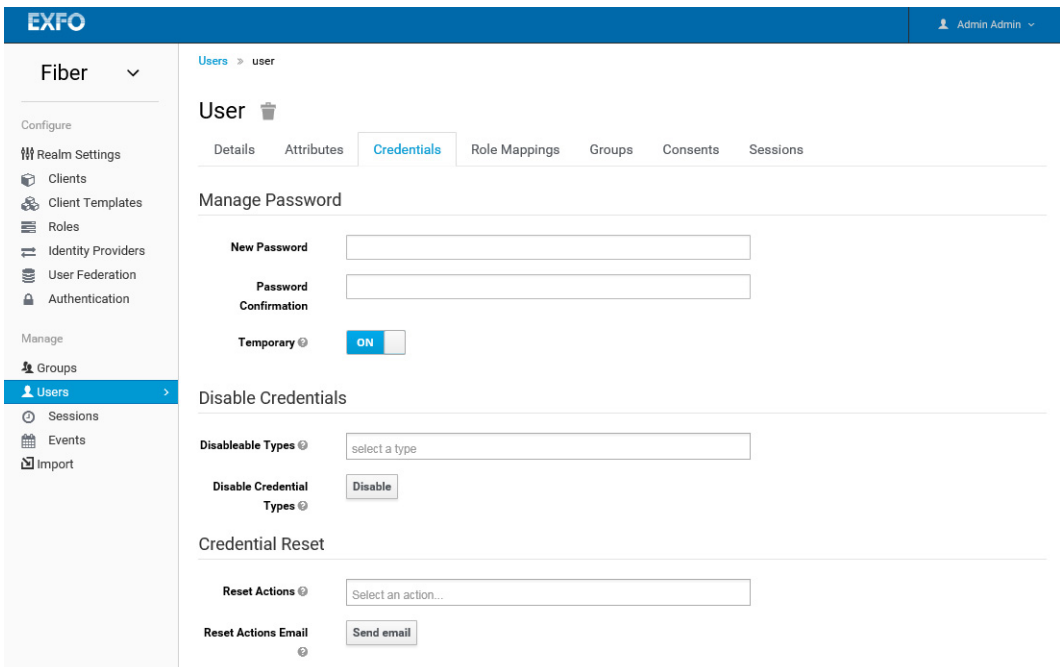 EXFO
Admin Admin
Fiber
Users » user
User
Configure
Details Attributes Credentials Role Mappings Groups Consents Sessions
Realm Settings
Clients
Client Templates
Roles
Identity Providers
User Federation
Authentication
Manage
Groups
Users
Sessions
Events
Import
Manage Password
New Password
Password
Confirmation
Temporary
ON
Disable Credentials
Disableable Types
select a type
Disable Credential
Types
Disable
Credential Reset
Reset Actions
Select an action...
Reset Actions Email
Send email